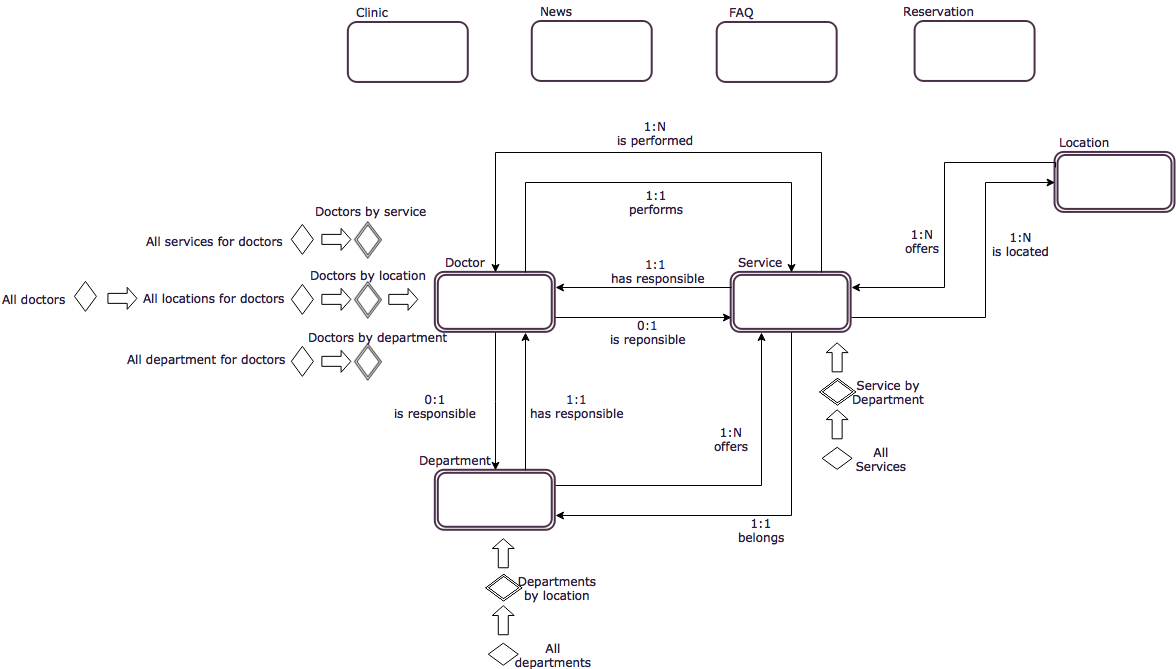 Clinic
News
FAQ
Reservation
1:N
is performed
Location
1:1
performs
Doctors by service
All services for doctors
1:N
offers
1:N
is located
Doctor
Service
Doctors by location
1:1
has responsible
All doctors
All locations for doctors
0:1
is reponsible
Doctors by department
All department for doctors
Service by
Department
0:1
is responsible
1:1
has responsible
1:N
offers
All
Services
Department
1:1
belongs
Departments
by location
All
departments